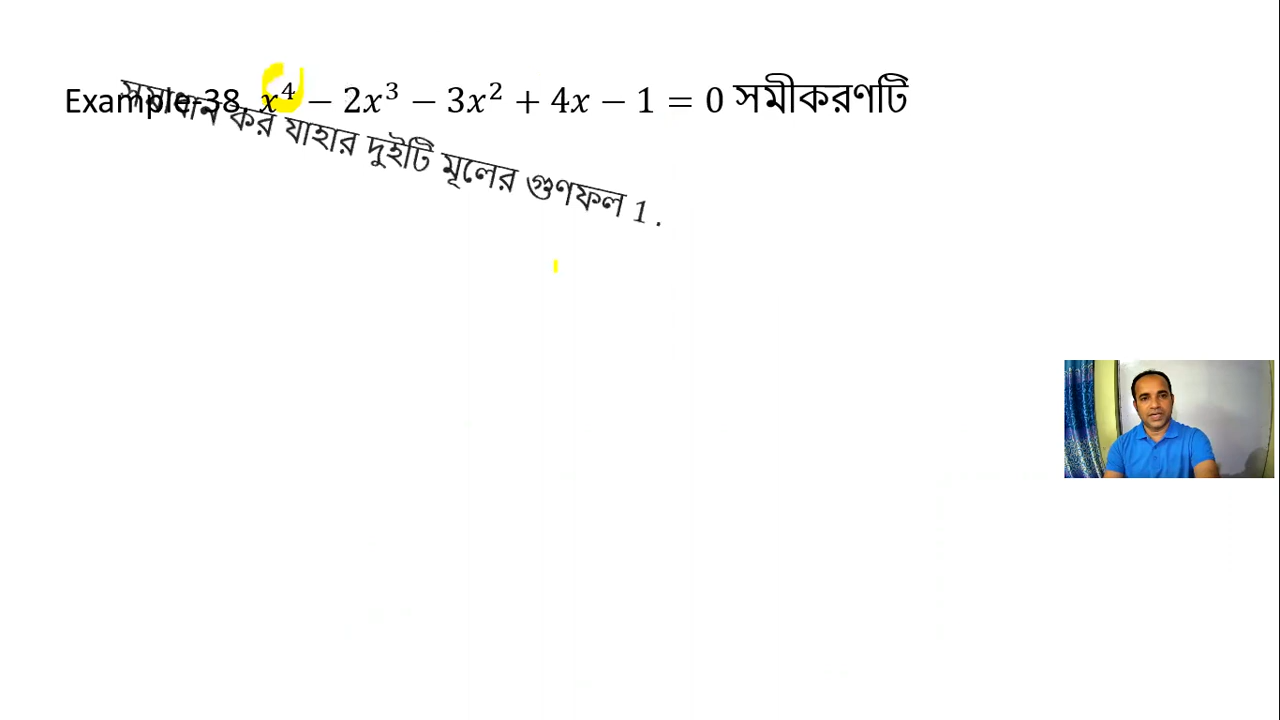 Example-38. x⁴ − 2x³ − 3x² + 4x − 1 = 0 সমীকরণটি
সমাধান কর যাহার দুইটি মূলের গুণফল 1 .